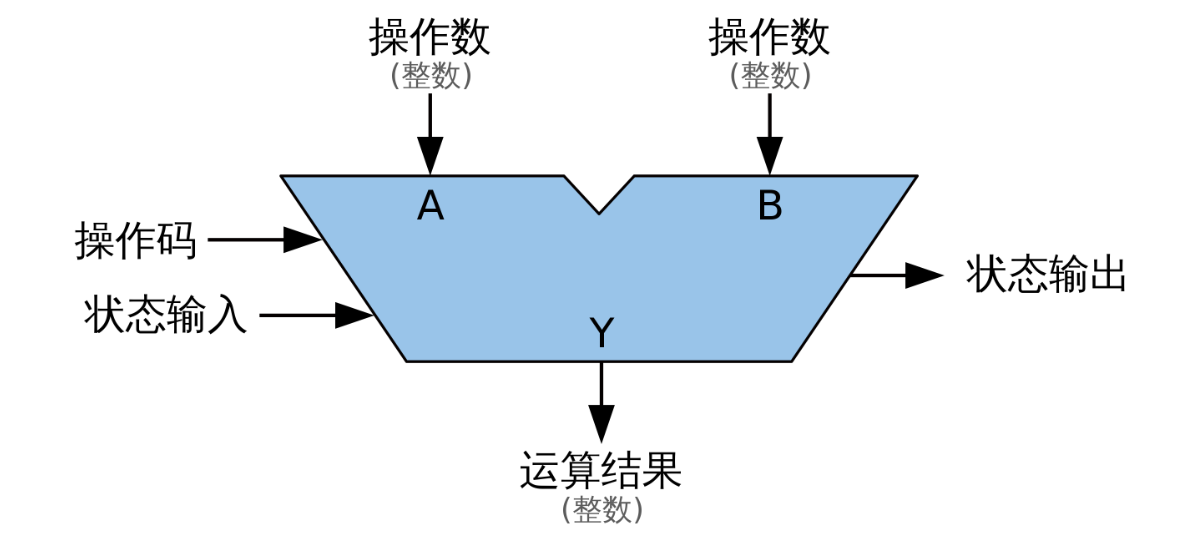 操作数
(整数)
操作数
(整数)
A
B
操作码
状态输入
状态输出
Y
运算结果
(整数)